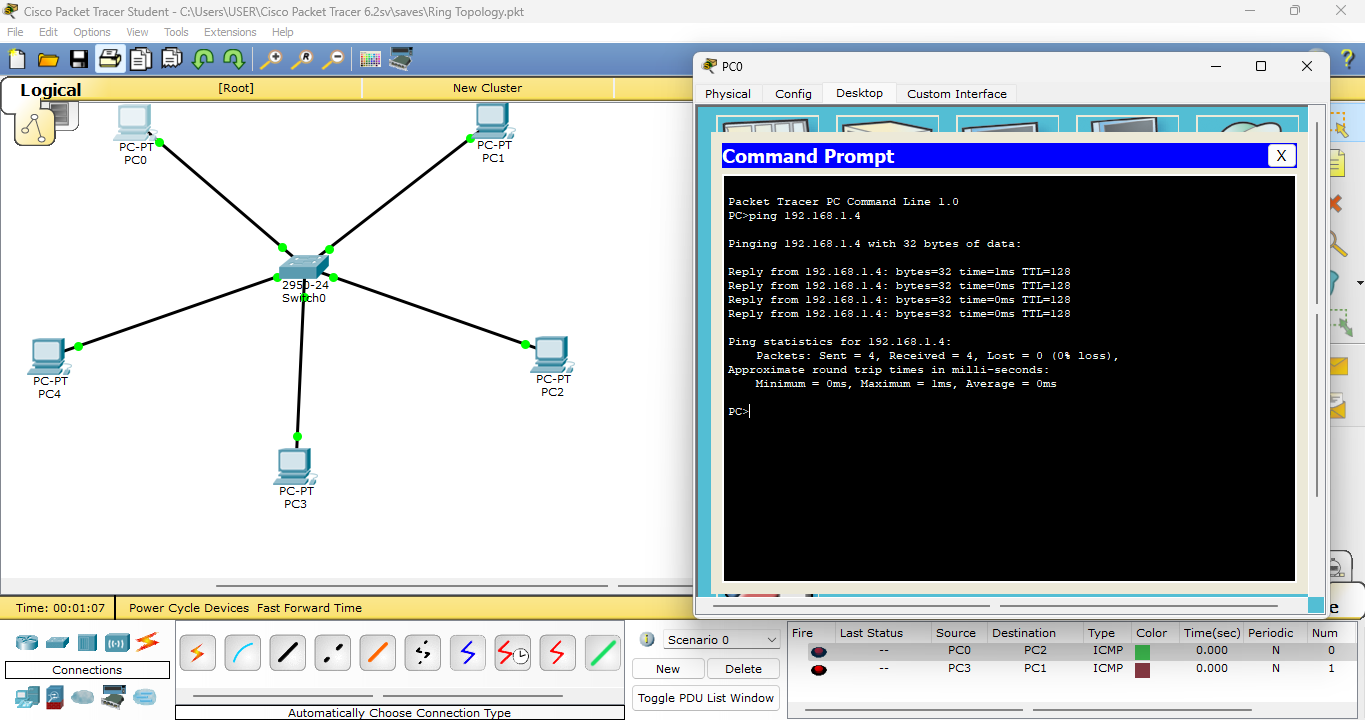 Cisco Packet Tracer Student - C:\Users\USER\Cisco Packet Tracer 6.2sv\saves\Ring Topology.pkt
File Edit Options View Tools Extensions Help
Logical
[Root]
New Cluster
PC-PT
PC0
PC-PT
PC1
2950-24
Switch0
PC-PT
PC4
PC-PT
PC2
PC-PT
PC3
PC0
Physical Config Desktop Custom Interface
Command Prompt
X
Packet Tracer PC Command Line 1.0
PC>ping 192.168.1.4
Pinging 192.168.1.4 with 32 bytes of data:
Reply from 192.168.1.4: bytes=32 time=1ms TTL=128
Reply from 192.168.1.4: bytes=32 time=0ms TTL=128
Reply from 192.168.1.4: bytes=32 time=0ms TTL=128
Reply from 192.168.1.4: bytes=32 time=0ms TTL=128
Ping statistics for 192.168.1.4:
Packets: Sent = 4, Received = 4, Lost = 0 (0% loss),
Approximate round trip times in milli-seconds:
Minimum = 0ms, Maximum = 1ms, Average = 0ms
PC>
Time: 00:01:07 Power Cycle Devices Fast Forward Time
e
Connections
Automatically Choose Connection Type
Scenario 0
New Delete
Toggle PDU List Window
Fire Last Status Source Destination Type Color Time(sec) Periodic Num
-- PC0 PC2 ICMP 0.000 N 0
-- PC3 PC1 ICMP 0.000 N 1